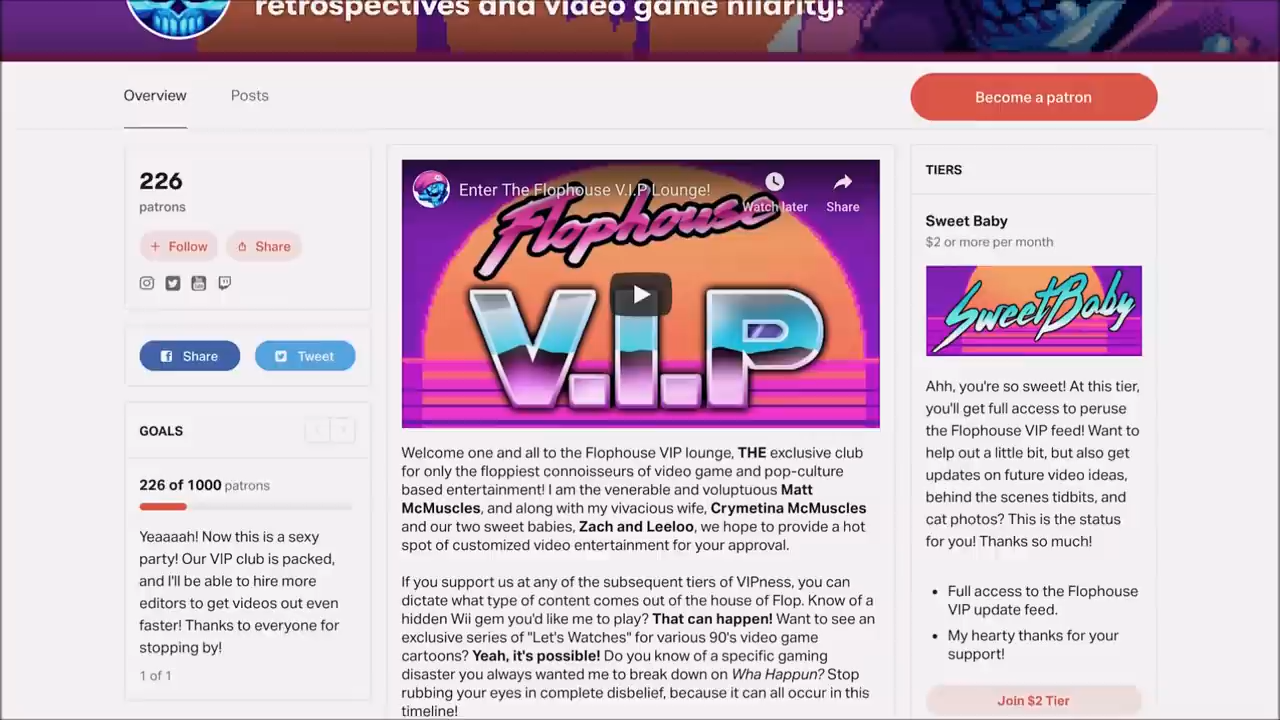 retrospectives and video game hilarity!
Overview
Posts
Become a patron
226
patrons
Follow
Share
Share
Tweet
GOALS
226 of 1000 patrons
Yeaaaah! Now this is a sexy
party! Our VIP club is packed,
and I'll be able to hire more
editors to get videos out even
faster! Thanks to everyone for
stopping by!
1 of 1
Enter The Flophouse V.I.P Lounge!
Watch later
Share
Flophouse
V.I.P
Welcome one and all to the Flophouse VIP lounge, THE exclusive club
for only the floppiest connoisseurs of video game and pop-culture
based entertainment! I am the venerable and voluptuous Matt
McMuscles, and along with my vivacious wife, Crymetina McMuscles
and our two sweet babies, Zach and Leeloo, we hope to provide a hot
spot of customized video entertainment for your approval.
If you support us at any of the subsequent tiers of VIPness, you can
dictate what type of content comes out of the house of Flop. Know of a
hidden Wii gem you'd like me to play? That can happen! Want to see an
exclusive series of "Let's Watches" for various 90's video game
cartoons? Yeah, it's possible! Do you know of a specific gaming
disaster you always wanted me to break down on Wha Happun? Stop
rubbing your eyes in complete disbelief, because it can all occur in this
timeline!
TIERS
Sweet Baby
$2 or more per month
SweetBaby
Ahh, you're so sweet! At this tier,
you'll get full access to peruse
the Flophouse VIP feed! Want to
help out a little bit, but also get
updates on future video ideas,
behind the scenes tidbits, and
cat photos? This is the status
for you! Thanks so much!
• Full access to the Flophouse
VIP update feed.
• My hearty thanks for your
support!
Join $2 Tier